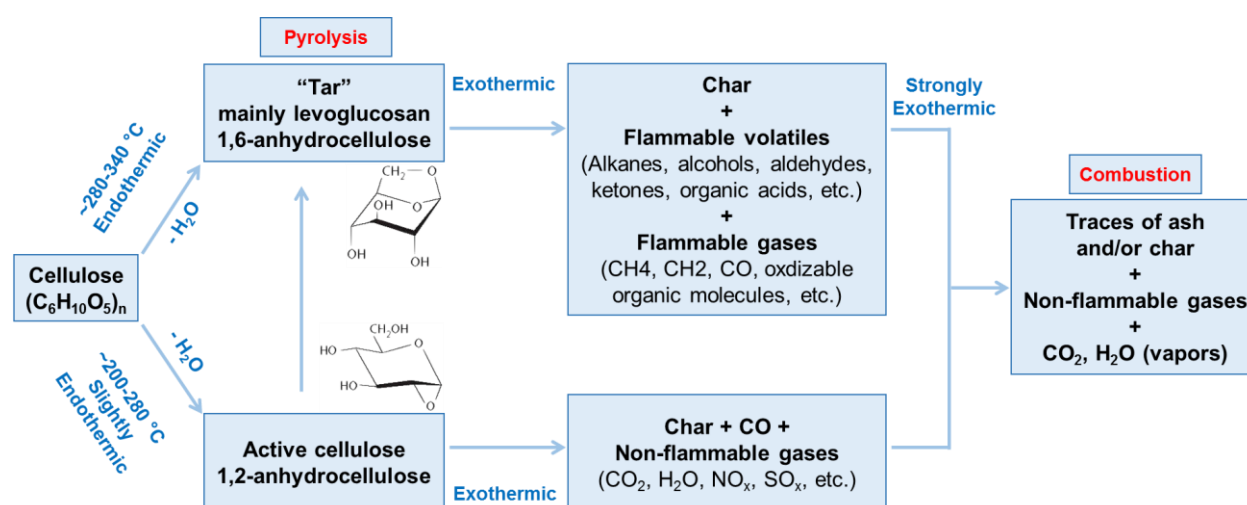 Pyrolysis
“Tar”
mainly levoglucosan
1,6-anhydrocellulose
Exothermic
Char
+
Flammable volatiles
(Alkanes, alcohols, aldehydes,
ketones, organic acids, etc.)
+
Flammable gases
(CH4, CH2, CO, oxdizable
organic molecules, etc.)
Strongly
Exothermic
Combustion
Traces of ash
and/or char
+
Non-flammable gases
+
CO₂, H₂O (vapors)
~280-340 °C
Endothermic
- H₂O
CH₂
O
O
OH
OH
OH
Cellulose
(C₆H₁₀O₅)n
- H₂O
~200-280 °C
Slightly
Endothermic
CH₂OH
HO
O
HO
O
Active cellulose
1,2-anhydrocellulose
Exothermic
Char + CO +
Non-flammable gases
(CO₂, H₂O, NOₓ, SOₓ, etc.)